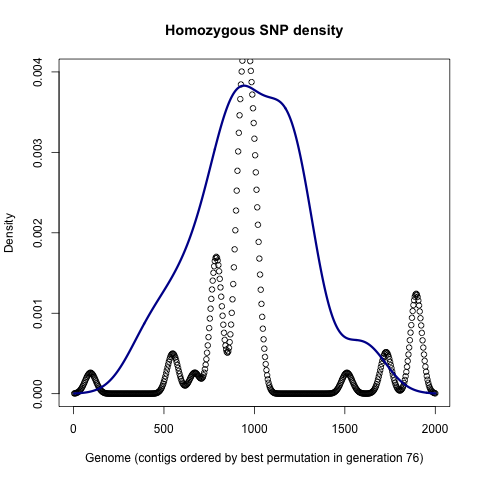 Homozygous SNP density
Density
0.004
0.003
0.002
0.001
0.000
0 500 1000 1500 2000
Genome (contigs ordered by best permutation in generation 76)